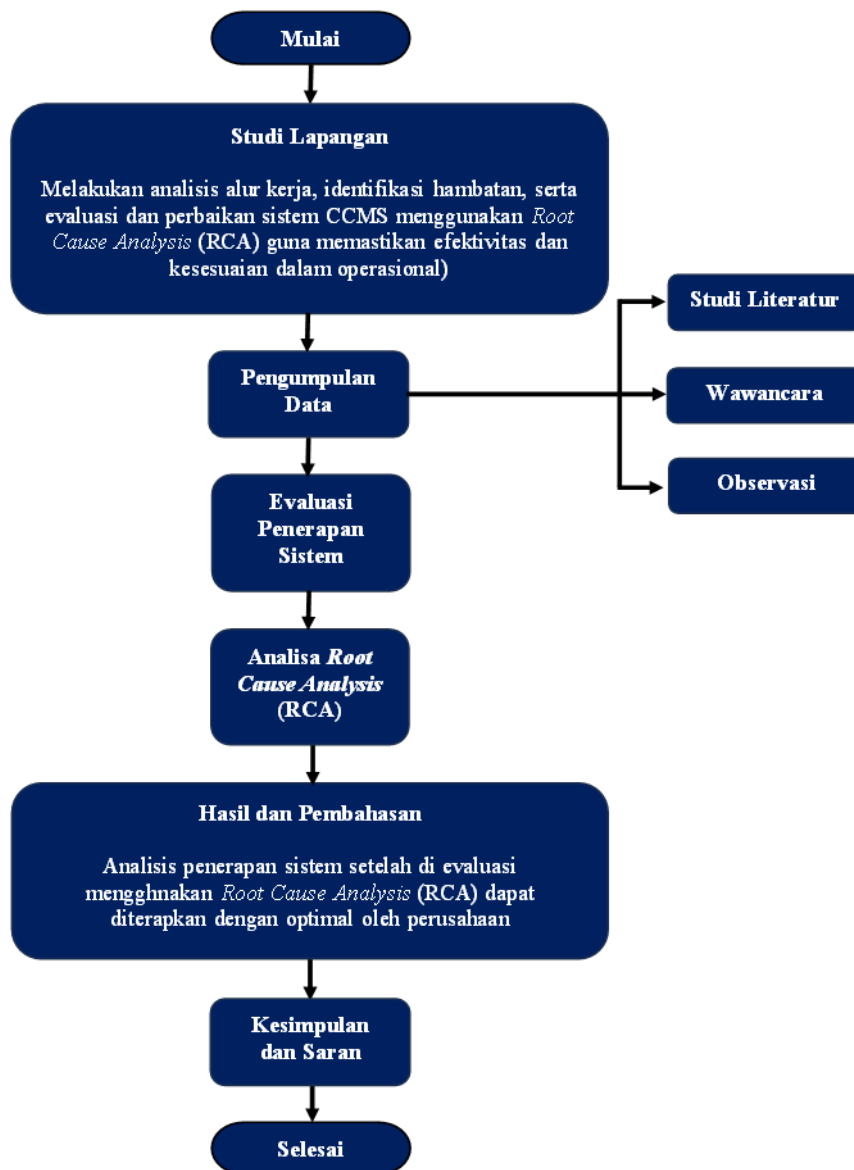 Mulai
Studi Lapangan
Melakukan analisis alur kerja, identifikasi hambatan, serta
evaluasi dan perbaikan sistem CCMS menggunakan Root
Cause Analysis (RCA) guna memastikan efektivitas dan
kesesuaian dalam operasional)
Pengumpulan
Data
Studi Literatur
Wawancara
Observasi
Evaluasi
Penerapan
Sistem
Analisa Root
Cause Analysis
(RCA)
Hasil dan Pembahasan
Analisis penerapan sistem setelah di evaluasi
mengghnakan Root Cause Analysis (RCA) dapat
diterapkan dengan optimal oleh perusahaan
Kesimpulan
dan Saran
Selesai